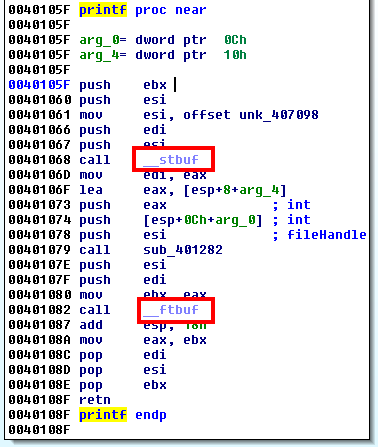 0040105F printf proc near
0040105F
0040105F arg_0= dword ptr  0Ch
0040105F arg_4= dword ptr  10h
0040105F
0040105F push    ebx
00401060 push    esi
00401061 mov     esi, offset unk_407098
00401066 push    edi
00401067 push    esi
00401068 call    __stbuf
0040106D mov     edi, eax
0040106F lea     eax, [esp+8+arg_4]
00401073 push    eax             ; int
00401074 push    [esp+0Ch+arg_0] ; int
00401078 push    esi             ; fileHandle
00401079 call    sub_401282
0040107E push    esi
0040107F push    edi
00401080 mov     ebx, eax
00401082 call    __ftbuf
00401087 add     esp, 18h
0040108A mov     eax, ebx
0040108C pop     edi
0040108D pop     esi
0040108E pop     ebx
0040108F retn
0040108F printf endp
0040108F